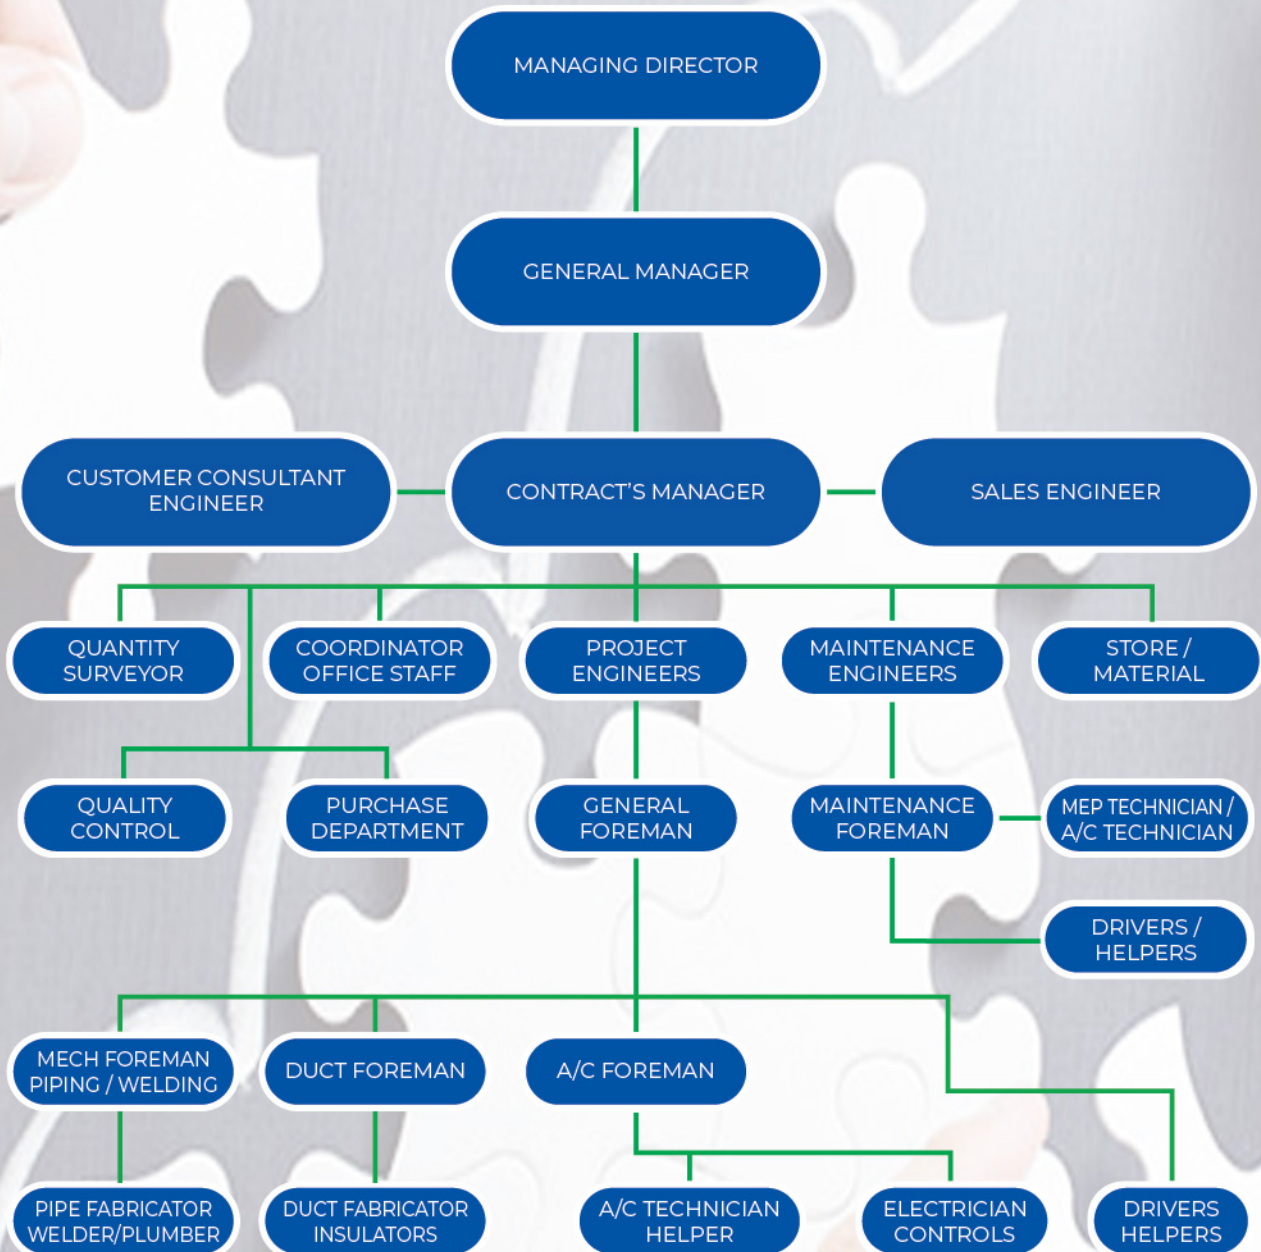 MANAGING DIRECTOR
GENERAL MANAGER
CUSTOMER CONSULTANT
ENGINEER
CONTRACT'S MANAGER
SALES ENGINEER
QUANTITY
SURVEYOR
COORDINATOR
OFFICE STAFF
PROJECT
ENGINEERS
MAINTENANCE
ENGINEERS
STORE /
MATERIAL
QUALITY
CONTROL
PURCHASE
DEPARTMENT
GENERAL
FOREMAN
MAINTENANCE
FOREMAN
MEP TECHNICIAN /
A/C TECHNICIAN
DRIVERS /
HELPERS
MECH FOREMAN
PIPING / WELDING
DUCT FOREMAN
A/C FOREMAN
PIPE FABRICATOR
WELDER/PLUMBER
DUCT FABRICATOR
INSULATORS
A/C TECHNICIAN
HELPER
ELECTRICIAN
CONTROLS
DRIVERS
HELPERS